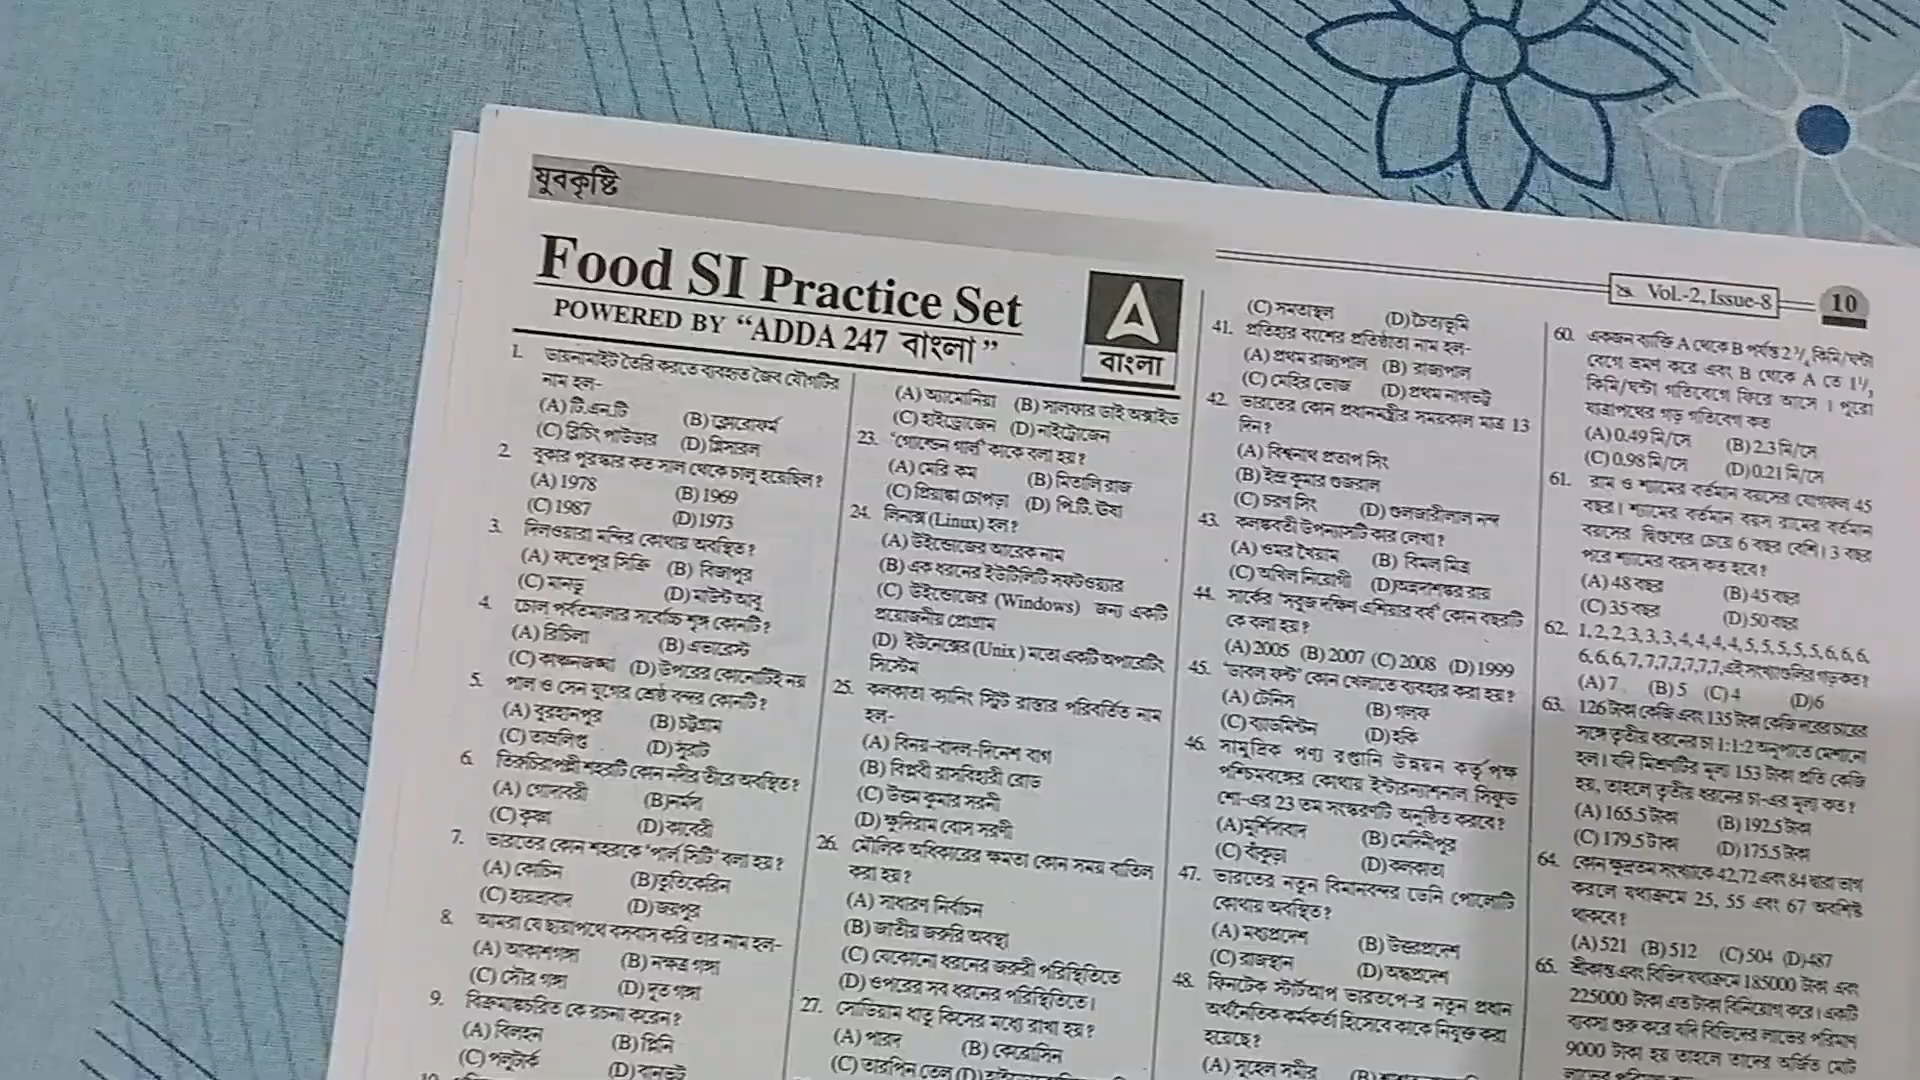 যুবকৃষ্টি
Vol.-2, Issue-8
10
Food SI Practice Set
POWERED BY “ADDA 247 বাংলা”
বাংলা
1. ডায়নামাইট তৈরি করতে ব্যবহৃত জৈব যৌগটির
নাম হল-
(A) টি.এন.টি (B) ক্লোরোফর্ম
(C) ব্লিচিং পাউডার (D) গ্লিসারল
2. বুকার পুরস্কার কত সাল থেকে চালু হয়েছিল?
(A) 1978 (B) 1969
(C) 1987 (D) 1973
3. দিলওয়ারা মন্দির কোথায় অবস্থিত?
(A) ফতেপুর সিক্রি (B) বিজাপুর
(C) মানডু (D) মাউন্ট আবু
4. চোল পর্বতমালার সর্বোচ্চ শৃঙ্গ কোনটি?
(A) রিচিলা (B) এভারেস্ট
(C) কাঞ্চনজঙ্ঘা (D) উপরের কোনোটিই নয়
5. পাল ও সেন যুগের শ্রেষ্ঠ বন্দর কোনটি?
(A) বুরহানপুর (B) চট্টগ্রাম
(C) তাম্রলিপ্ত (D) সুরাট
6. তিরুচিরাপল্লী শহরটি কোন নদীর তীরে অবস্থিত?
(A) গোদাবরী (B) নর্মদা
(C) কৃষ্ণা (D) কাবেরী
7. ভারতের কোন শহরকে ‘পার্ল সিটি’ বলা হয়?
(A) কোচিন (B) তুতিকোরিন
(C) হায়দ্রাবাদ (D) জয়পুর
8. আমরা যে ছায়াপথে বসবাস করি তার নাম হল-
(A) আকাশগঙ্গা (B) নক্ষত্র গঙ্গা
(C) সৌর গঙ্গা (D) দূত গঙ্গা
9. বিক্রমাঙ্কচরিত কে রচনা করেন?
(A) বিলহন (B) প্লিনি
(C) প্লুটার্ক (D) বানভট্ট
(A) অ্যামোনিয়া (B) সালফার ডাই অক্সাইড
(C) হাইড্রোজেন (D) নাইট্রোজেন
23. ‘গোল্ডেন গার্ল’ কাকে বলা হয়?
(A) মেরি কম (B) মিতালি রাজ
(C) প্রিয়াঙ্কা চোপড়া (D) পি.টি. ঊষা
24. লিনাক্স (Linux) হল?
(A) উইন্ডোজের আরেক নাম
(B) এক ধরনের ইউটিলিটি সফটওয়্যার
(C) উইন্ডোজের (Windows) জন্য একটি
প্রয়োজনীয় প্রোগ্রাম
(D) ইউনেক্সের (Unix) মতো একটি অপারেটিং
সিস্টেম
25. কলকাতা ক্যানিং স্ট্রিট রাস্তার পরিবর্তিত নাম
হল-
(A) বিনয়-বাদল-দিনেশ বাগ
(B) বিপ্লবী রাসবিহারী রোড
(C) উত্তম কুমার সরনী
(D) ক্ষুদিরাম বোস সরণী
26. মৌলিক অধিকারের ক্ষমতা কোন সময় বাতিল
করা হয়?
(A) সাধারণ নির্বাচন
(B) জাতীয় জরুরি অবস্থা
(C) যেকোনো ধরনের জরুরী পরিস্থিতিতে
(D) ওপরের সব ধরনের পরিস্থিতিতে।
27. সোডিয়াম ধাতু কিসের মধ্যে রাখা হয়?
(A) পারদ (B) কেরোসিন
(C) তারপিন তেল (D)
(C) সমতাস্থল (D) চৈত্যভূমি
41. প্রতিহার বংশের প্রতিষ্ঠাতা নাম হল-
(A) প্রথম রাজ্যপাল (B) রাজ্যপাল
(C) মেহির ভোজ (D) প্রথম নাগভট্ট
42. ভারতের কোন প্রধানমন্ত্রীর সময়কাল মাত্র 13
দিন?
(A) বিশ্বনাথ প্রতাপ সিং
(B) ইন্দ্র কুমার গুজরাল
(C) চরণ সিং (D) গুলজারীলাল নন্দ
43. কলঙ্কবতী উপন্যাসটি কার লেখা?
(A) ওমর খৈয়াম (B) বিমল মিত্র
(C) অখিল নিয়োগী (D) অন্নদাশঙ্কর রায়
44. সার্কের ‘সবুজ দক্ষিণ এশিয়ার বর্ষ’ কোন বছরটি
কে বলা হয়?
(A) 2005 (B) 2007 (C) 2008 (D) 1999
45. ‘ডাবল ফল্ট’ কোন খেলাতে ব্যবহার করা হয়?
(A) টেনিস (B) গলফ
(C) ব্যাডমিন্টন (D) হকি
46. সামুদ্রিক পণ্য রপ্তানি উন্নয়ন কর্তৃপক্ষ
পশ্চিমবঙ্গের কোথায় ইন্টারন্যাশনাল সিফুড
শো-এর 23 তম সংস্করণটি অনুষ্ঠিত করবে?
(A) মুর্শিদাবাদ (B) মেদিনীপুর
(C) বাঁকুড়া (D) কলকাতা
47. ভারতের নতুন বিমানবন্দর ডোনি পোলোটি
কোথায় অবস্থিত?
(A) মধ্যপ্রদেশ (B) উত্তরপ্রদেশ
(C) রাজস্থান (D) অন্ধ্রপ্রদেশ
48. ফিনটেক স্টার্টআপ ভারতপে-র নতুন প্রধান
অর্থনৈতিক কর্মকর্তা হিসেবে কাকে নিযুক্ত করা
হয়েছে?
(A) সুহেল সমীর (B)
60. একজন ব্যক্তি A থেকে B পর্যন্ত 2 কিমি/ঘন্টা
বেগে ভ্রমণ করে এবং B থেকে A তে
কিমি/ঘন্টা গতিবেগে ফিরে আসে। পুরো
যাত্রাপথের গড় গতিবেগ কত
(A) 0.49 মি/সে (B) 2.3 মি/সে
(C) 0.98 মি/সে (D) 0.21 মি/সে
61. রাম ও শ্যামের বর্তমান বয়সের যোগফল 45
বছর। শ্যামের বর্তমান বয়স রামের বর্তমান
বয়সের দ্বিগুনের চেয়ে 6 বছর বেশি। 3 বছর
পরে শ্যামের বয়স কত হবে?
(A) 48 বছর (B) 45 বছর
(C) 35 বছর (D) 50 বছর
62. 1,2,2,3,3,3,4,4,4,4,5,5,5,5,5,6,6,6,
6,6,6,7,7,7,7,7,7,7,এই সংখ্যাগুলির গড় কত?
(A) 7 (B) 5 (C) 4 (D) 6
63. 126 টাকা কেজি এবং 135 টাকা কেজি দরের চায়ের
সঙ্গে তৃতীয় ধরনের চা 1:1:2 অনুপাতে মেশানো
হল। যদি মিশ্রণটির মূল্য 153 টাকা প্রতি কেজি
হয়, তাহলে তৃতীয় ধরনের চা-এর মূল্য কত?
(A) 165.5 টাকা (B) 192.5 টাকা
(C) 179.5 টাকা (D) 175.5 টাকা
64. কোন ক্ষুদ্রতম সংখ্যাকে 42,72 এবং 84 দ্বারা ভাগ
করলে যথাক্রমে 25, 55 এবং 67 অবশিষ্ট
থাকবে?
(A) 521 (B) 512 (C) 504 (D) 487
65. শ্রীকান্ত এবং বিভিন যথাক্রমে 185000 টাকা এবং
225000 টাকা এত টাকা বিনিয়োগ করে। একটি
ব্যবসা শুরু করে যদি বিভিনের লাভের পরিমাণ
9000 টাকা হয় তাহলে তাদের অর্জিত মোট